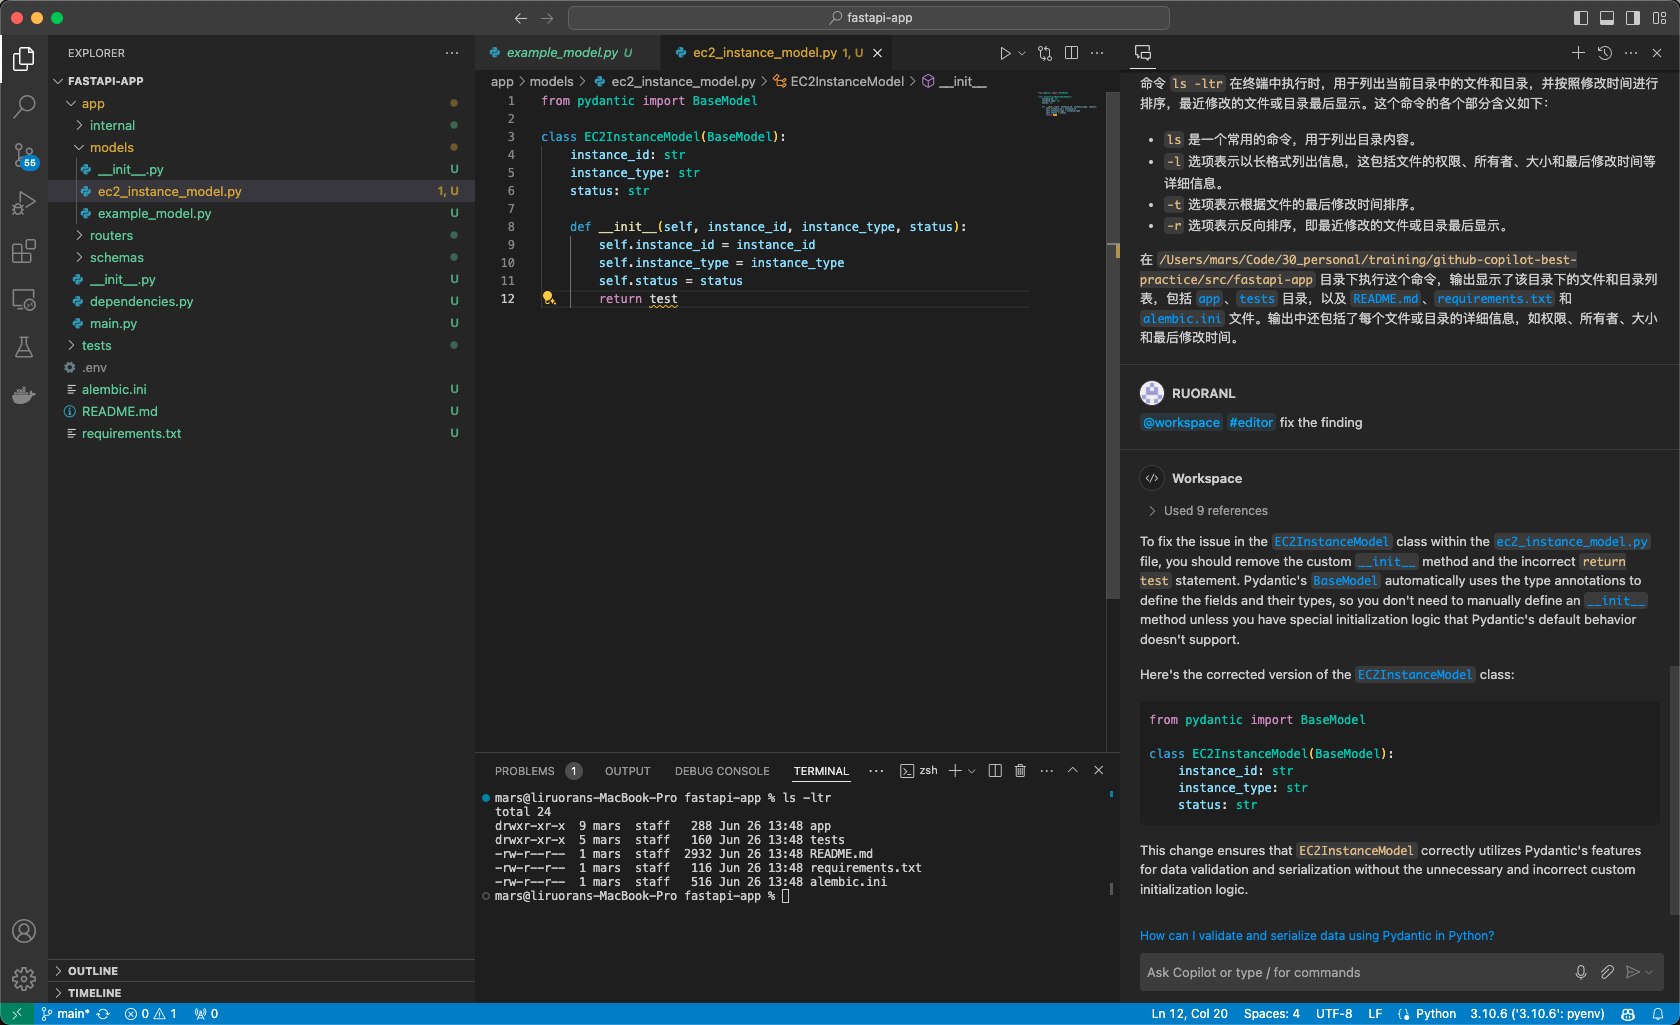 fastapi-app
EXPLORER
FASTAPI-APP
app
internal
models
__init__.py U
ec2_instance_model.py 1, U
example_model.py U
routers
schemas
__init__.py U
dependencies.py U
main.py U
tests
.env
alembic.ini U
README.md U
requirements.txt U
55
OUTLINE
TIMELINE
example_model.py U
ec2_instance_model.py 1, U
app > models > ec2_instance_model.py > EC2InstanceModel > __init__
1 from pydantic import BaseModel
2
3 class EC2InstanceModel(BaseModel):
4 instance_id: str
5 instance_type: str
6 status: str
7
8 def __init__(self, instance_id, instance_type, status):
9 self.instance_id = instance_id
10 self.instance_type = instance_type
11 self.status = status
12 return test
PROBLEMS 1 OUTPUT DEBUG CONSOLE TERMINAL zsh
mars@liruorans-MacBook-Pro fastapi-app % ls -ltr
total 24
drwxr-xr-x 9 mars staff 288 Jun 26 13:48 app
drwxr-xr-x 5 mars staff 160 Jun 26 13:48 tests
-rw-r--r-- 1 mars staff 2932 Jun 26 13:48 README.md
-rw-r--r-- 1 mars staff 116 Jun 26 13:48 requirements.txt
-rw-r--r-- 1 mars staff 516 Jun 26 13:48 alembic.ini
mars@liruorans-MacBook-Pro fastapi-app %
命令 ls -ltr 在终端中执行时，用于列出当前目录中的文件和目录，并按照修改时间进行
排序，最近修改的文件或目录最后显示。这个命令的各个部分含义如下：
• ls 是一个常用的命令，用于列出目录内容。
• -l 选项表示以长格式列出信息，这包括文件的权限、所有者、大小和最后修改时间等
详细信息。
• -t 选项表示根据文件的最后修改时间排序。
• -r 选项表示反向排序，即最近修改的文件或目录最后显示。
在 /Users/mars/Code/30_personal/training/github-copilot-best-
practice/src/fastapi-app 目录下执行这个命令，输出显示了该目录下的文件和目录列
表，包括 app、tests 目录，以及 README.md、requirements.txt 和
alembic.ini 文件。输出中还包括了每个文件或目录的详细信息，如权限、所有者、大小
和最后修改时间。
RUORANL
@workspace #editor fix the finding
Workspace
Used 9 references
To fix the issue in the EC2InstanceModel class within the ec2_instance_model.py
file, you should remove the custom __init__ method and the incorrect return
test statement. Pydantic's BaseModel automatically uses the type annotations to
define the fields and their types, so you don't need to manually define an __init__
method unless you have special initialization logic that Pydantic's default behavior
doesn't support.
Here's the corrected version of the EC2InstanceModel class:
from pydantic import BaseModel
class EC2InstanceModel(BaseModel):
instance_id: str
instance_type: str
status: str
This change ensures that EC2InstanceModel correctly utilizes Pydantic's features
for data validation and serialization without the unnecessary and incorrect custom
initialization logic.
How can I validate and serialize data using Pydantic in Python?
Ask Copilot or type / for commands
main* 0 1 0
Ln 12, Col 20 Spaces: 4 UTF-8 LF Python 3.10.6 ('3.10.6': pyenv)